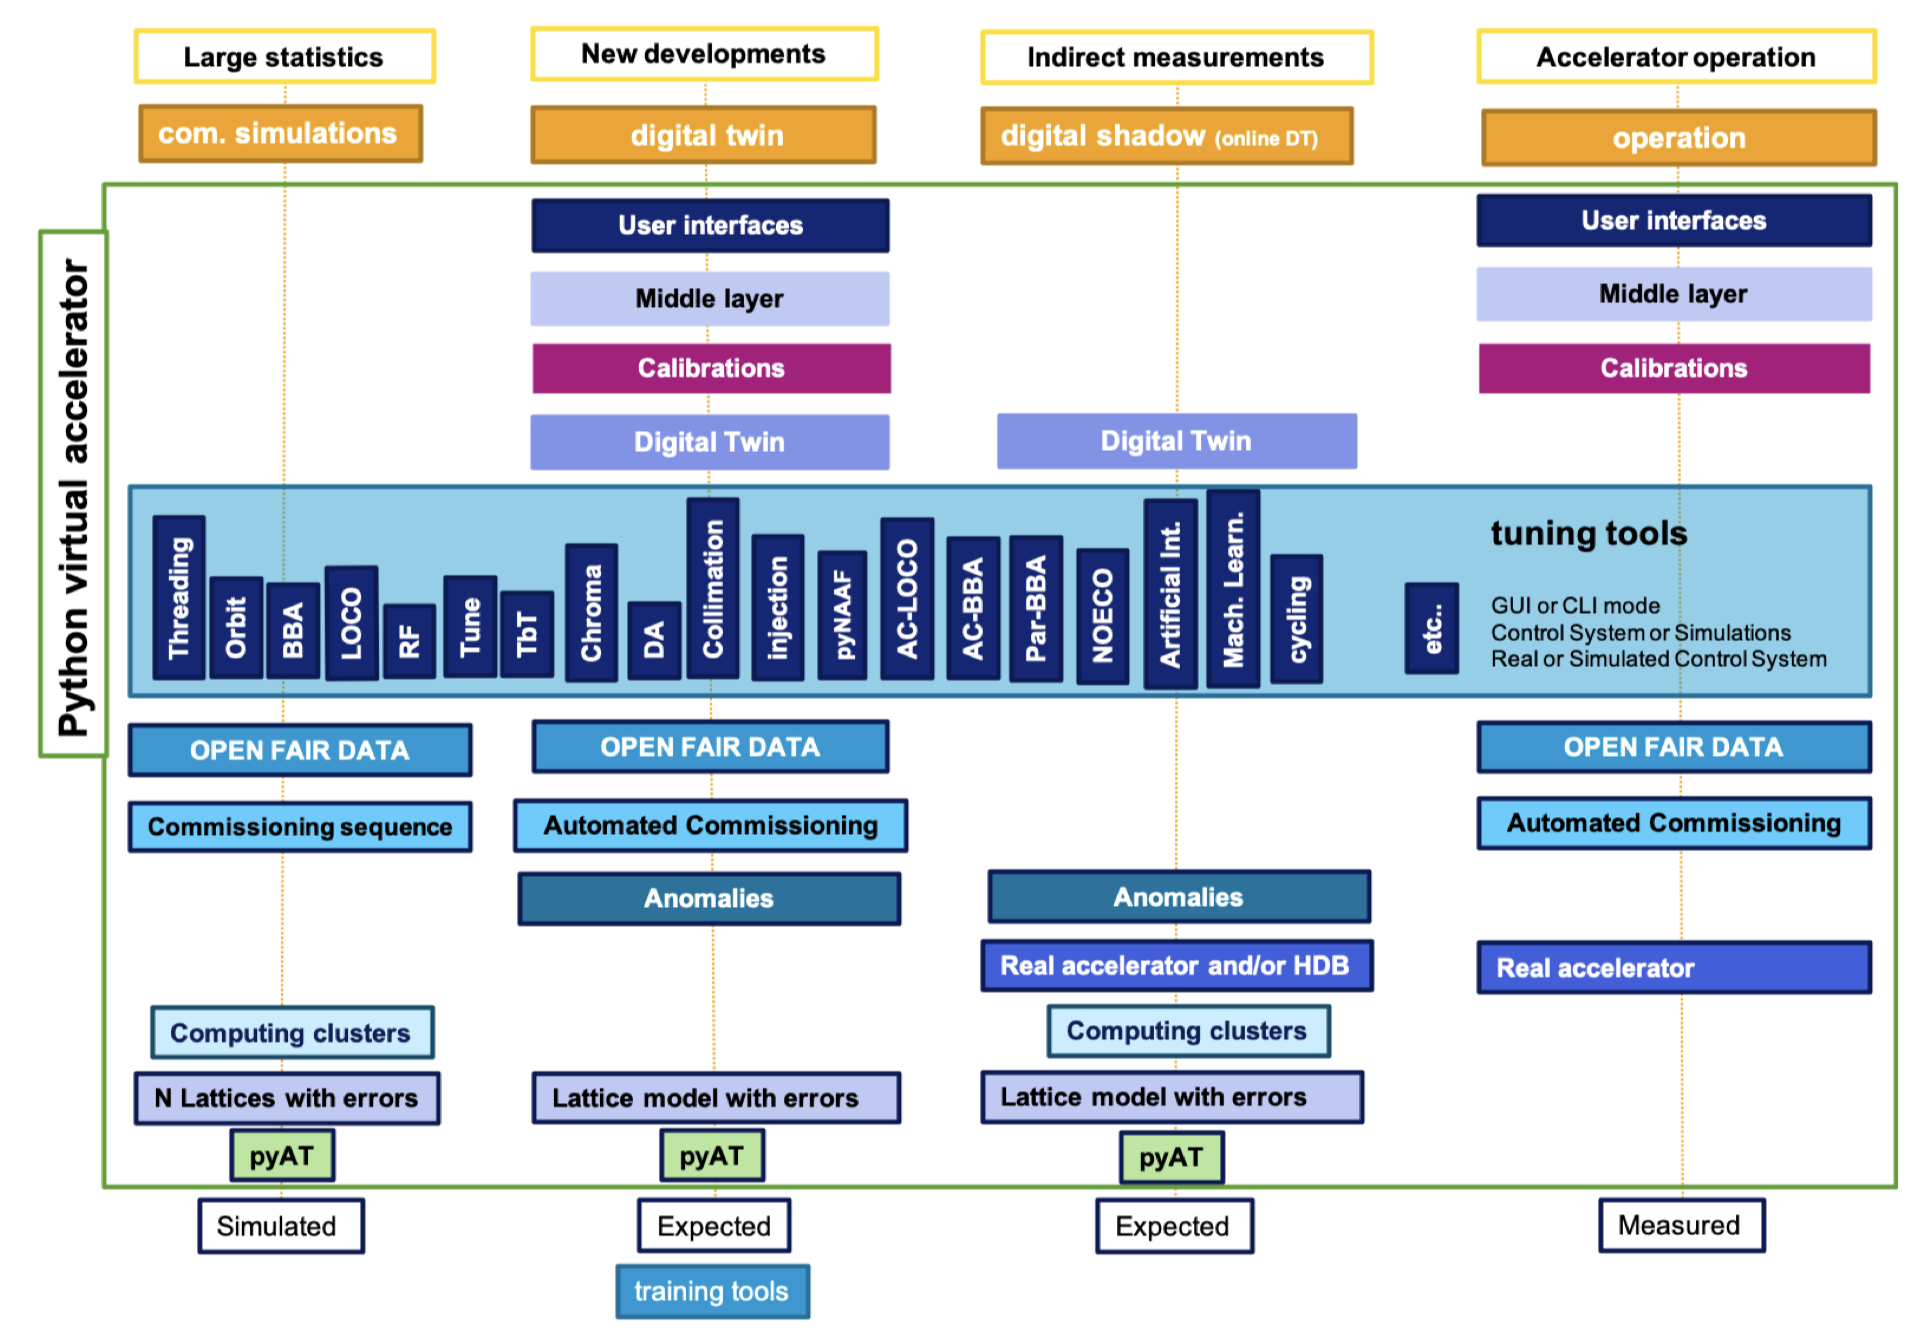 Large statistics
New developments
Indirect measurements
Accelerator operation
com. simulations
digital twin
digital shadow (online DT)
operation
Python virtual accelerator
User interfaces
User interfaces
Middle layer
Middle layer
Calibrations
Calibrations
Digital Twin
Digital Twin
Threading
Orbit
BBA
LOCO
RF
Tune
TbT
Chroma
DA
Collimation
injection
pyNAAF
AC-LOCO
AC-BBA
Par-BBA
NOECO
Artificial Int.
Mach. Learn.
cycling
etc..
tuning tools
GUI or CLI mode
Control System or Simulations
Real or Simulated Control System
OPEN FAIR DATA
OPEN FAIR DATA
OPEN FAIR DATA
Commissioning sequence
Automated Commissioning
Automated Commissioning
Anomalies
Anomalies
Real accelerator and/or HDB
Real accelerator
Computing clusters
Computing clusters
N Lattices with errors
Lattice model with errors
Lattice model with errors
pyAT
pyAT
pyAT
Simulated
Expected
Expected
Measured
training tools